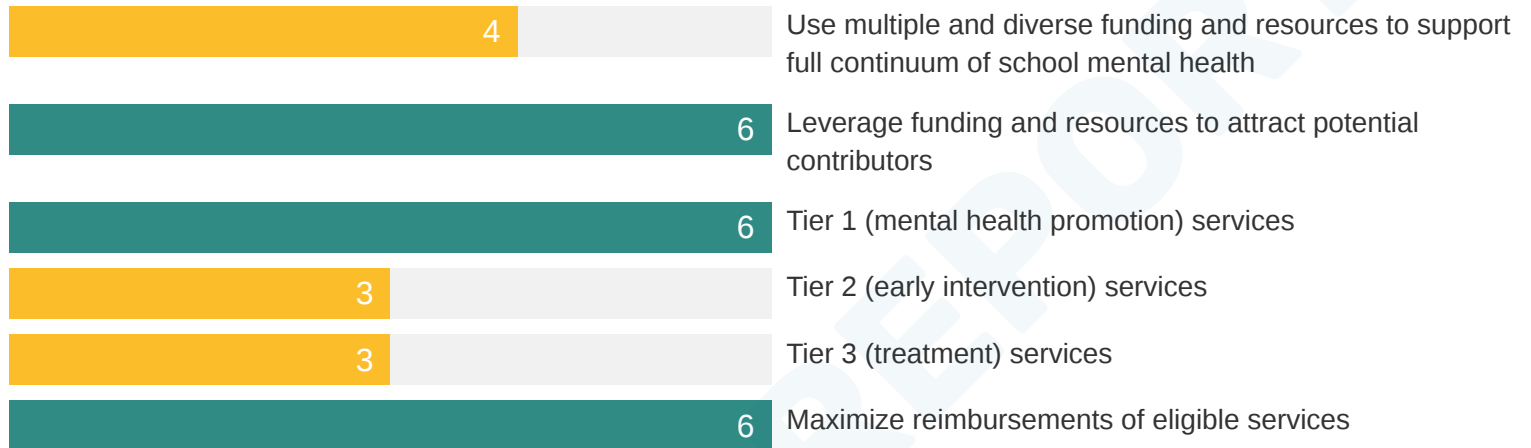 4
Use multiple and diverse funding and resources to support
full continuum of school mental health
6
Leverage funding and resources to attract potential
contributors
6
Tier 1 (mental health promotion) services
3
Tier 2 (early intervention) services
3
Tier 3 (treatment) services
6
Maximize reimbursements of eligible services
REPOR